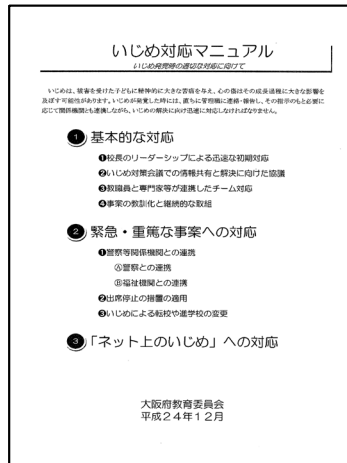 いじめ対応マニュアル
いじめ発見時の適切な対応に向けて
いじめは、被害を受けた子どもに精神的に大きな苦痛を与え、心の傷はその成長過程に大きな影響を
及ぼす可能性があります。いじめが発覚した時には、直ちに管理職に連絡・報告し、その指示のもと必要に
応じて関係機関とも連携しながら、いじめの解決に向け迅速に対応しなければなりません。
1 基本的な対応
❶校長のリーダーシップによる迅速な初期対応
❷いじめ対策会議での情報共有と解決に向けた協議
❸教職員と専門家等が連携したチーム対応
❹事案の教訓化と継続的な取組
2 緊急・重篤な事案への対応
❶警察等関係機関との連携
Ⓐ警察との連携
Ⓑ福祉機関との連携
❷出席停止の措置の適用
❸いじめによる転校や進学校の変更
3 「ネット上のいじめ」への対応
大阪府教育委員会
平成24年12月